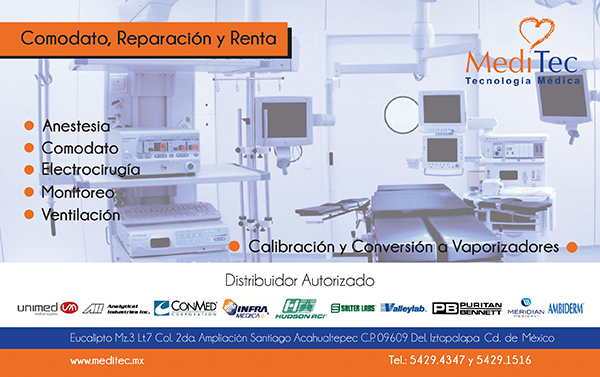 Comodato, Reparación y Renta
MediTec
Tecnología Médica
Anestesia
Comodato
Electrocirugía
Monitoreo
Ventilación
Calibración y Conversión a Vaporizadores
Distribuidor Autorizado
unimed
AII Analytical Industries Inc.
CONMED CORPORATION
INFRA MEDICA
HUDSON RCI
SALTER LABS
Valleylab
PB PURITAN BENNETT
MERIDIAN MEDICAL
AMBIDERM
Eucalipto Mz.3 Lt.7 Col. 2da. Ampliación Santiago Acahualtepec C.P. 09609 Del. Iztapalapa Cd. de México
www.meditec.mx
Tel.: 5429.4347 y 5429.1516